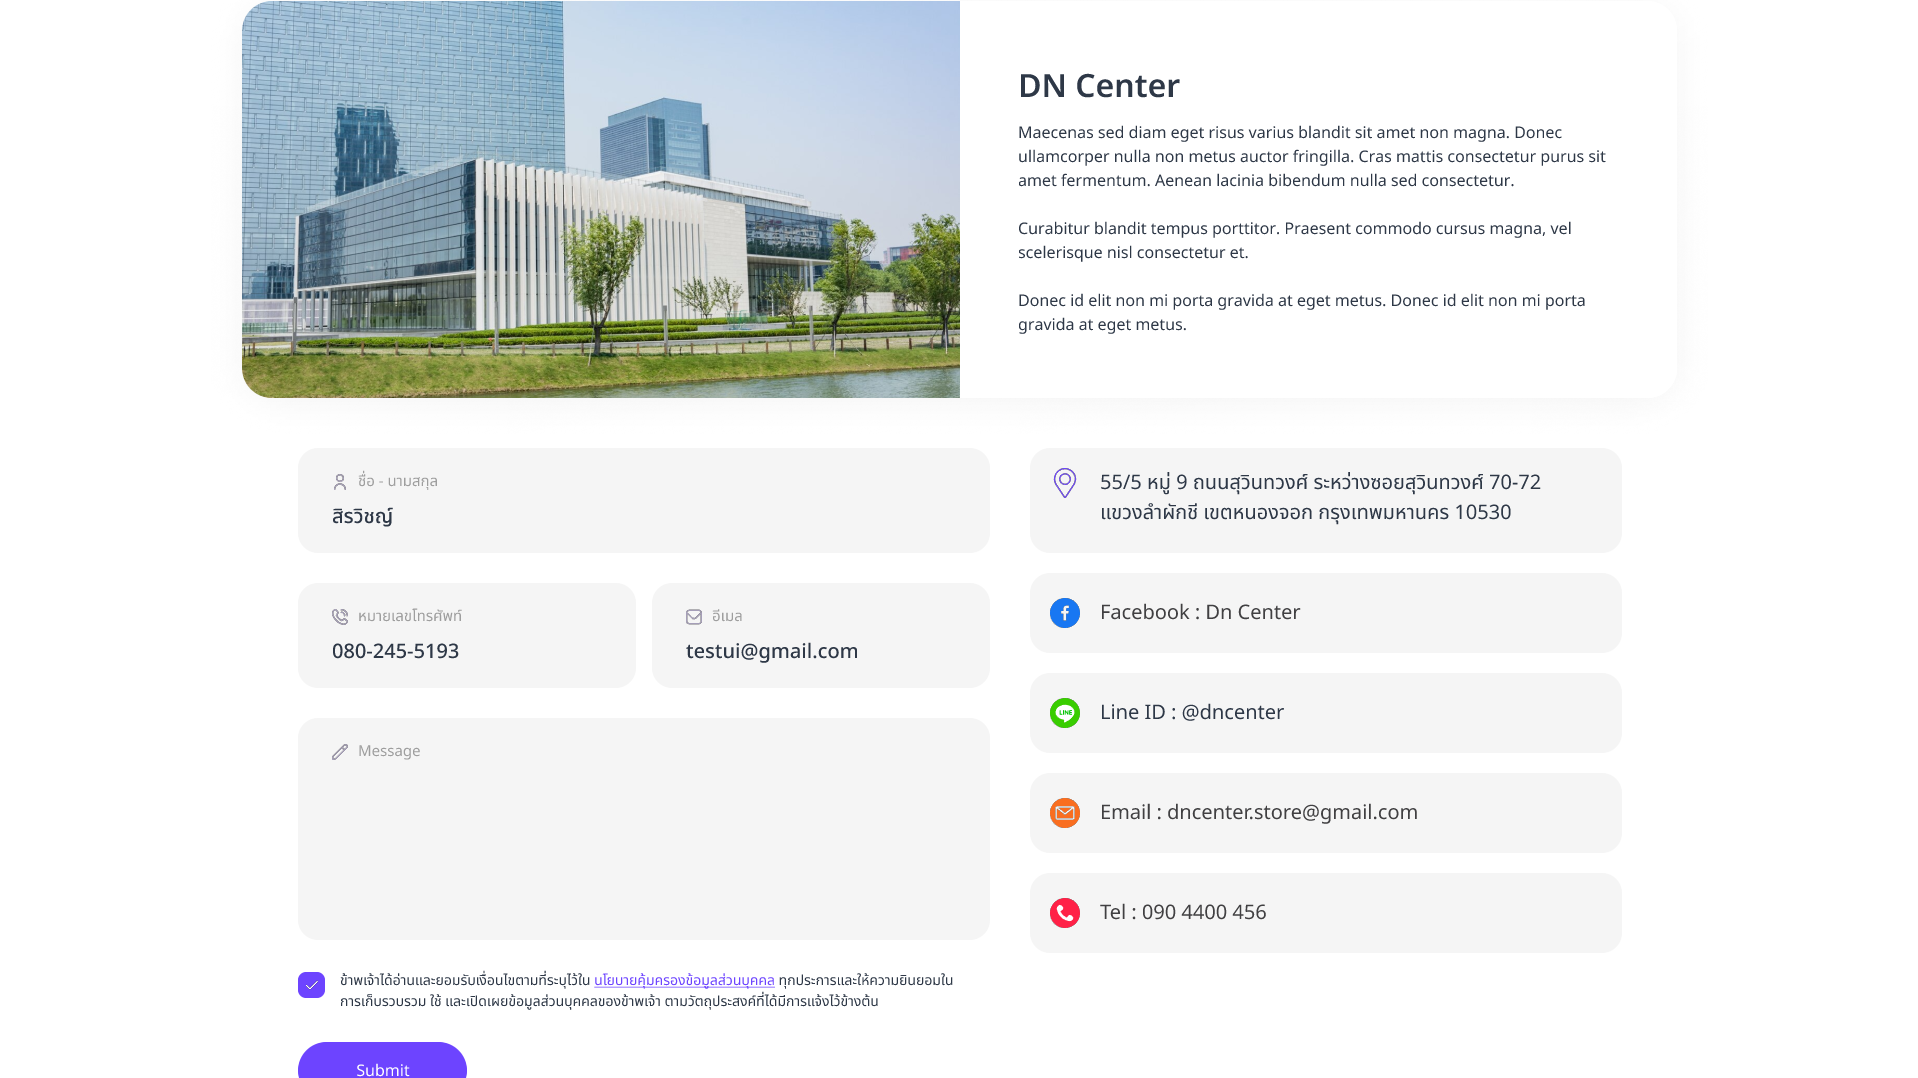 DN Center
Maecenas sed diam eget risus varius blandit sit amet non magna. Donec
ullamcorper nulla non metus auctor fringilla. Cras mattis consectetur purus sit
amet fermentum. Aenean lacinia bibendum nulla sed consectetur.
Curabitur blandit tempus porttitor. Praesent commodo cursus magna, vel
scelerisque nisl consectetur et.
Donec id elit non mi porta gravida at eget metus. Donec id elit non mi porta
gravida at eget metus.
ชื่อ - นามสกุล
สิรวิชญ์
หมายเลขโทรศัพท์
080-245-5193
อีเมล
testui@gmail.com
Message
ข้าพเจ้าได้อ่านและยอมรับเงื่อนไขตามที่ระบุไว้ใน นโยบายคุ้มครองข้อมูลส่วนบุคคล ทุกประการและให้ความยินยอมใน
การเก็บรวบรวม ใช้ และเปิดเผยข้อมูลส่วนบุคคลของข้าพเจ้า ตามวัตถุประสงค์ที่ได้มีการแจ้งไว้ข้างต้น
Submit
55/5 หมู่ 9 ถนนสุวินทวงศ์ ระหว่างซอยสุวินทวงศ์ 70-72
แขวงลำผักชี เขตหนองจอก กรุงเทพมหานคร 10530
Facebook : Dn Center
LINE
Line ID : @dncenter
Email : dncenter.store@gmail.com
Tel : 090 4400 456